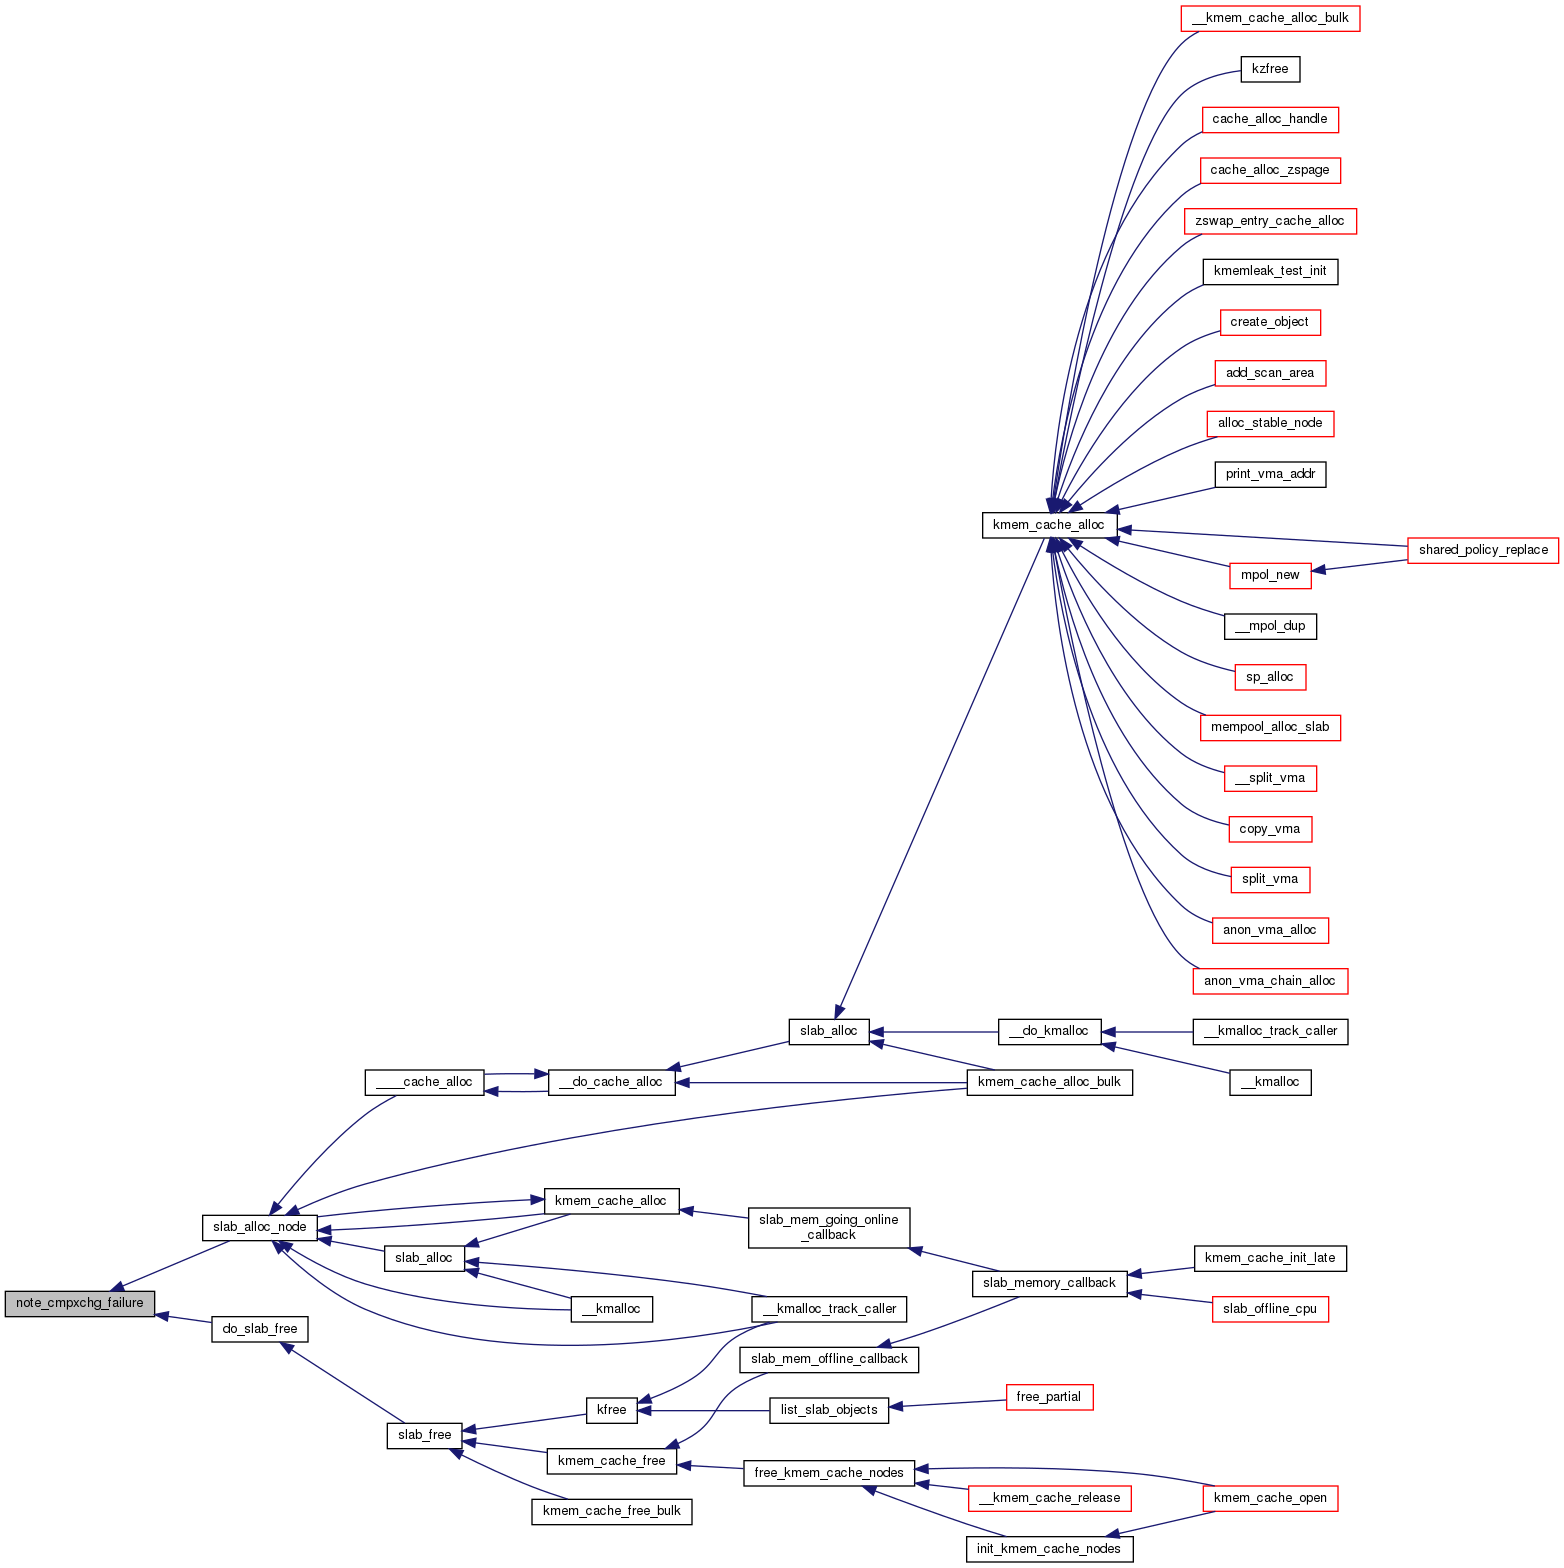 __kmem_cache_alloc_bulk
kzfree
cache_alloc_handle
cache_alloc_zspage
zswap_entry_cache_alloc
kmemleak_test_init
create_object
add_scan_area
alloc_stable_node
print_vma_addr
kmem_cache_alloc
shared_policy_replace
mpol_new
__mpol_dup
sp_alloc
mempool_alloc_slab
__split_vma
copy_vma
split_vma
anon_vma_alloc
anon_vma_chain_alloc
slab_alloc
__do_kmalloc
__kmalloc_track_caller
____cache_alloc
__do_cache_alloc
kmem_cache_alloc_bulk
__kmalloc
kmem_cache_alloc
slab_alloc_node
slab_mem_going_online
_callback
slab_alloc
kmem_cache_init_late
slab_memory_callback
note_cmpxchg_failure
__kmalloc
__kmalloc_track_caller
slab_offline_cpu
do_slab_free
slab_mem_offline_callback
kfree
list_slab_objects
free_partial
slab_free
kmem_cache_free
free_kmem_cache_nodes
__kmem_cache_release
kmem_cache_open
kmem_cache_free_bulk
init_kmem_cache_nodes